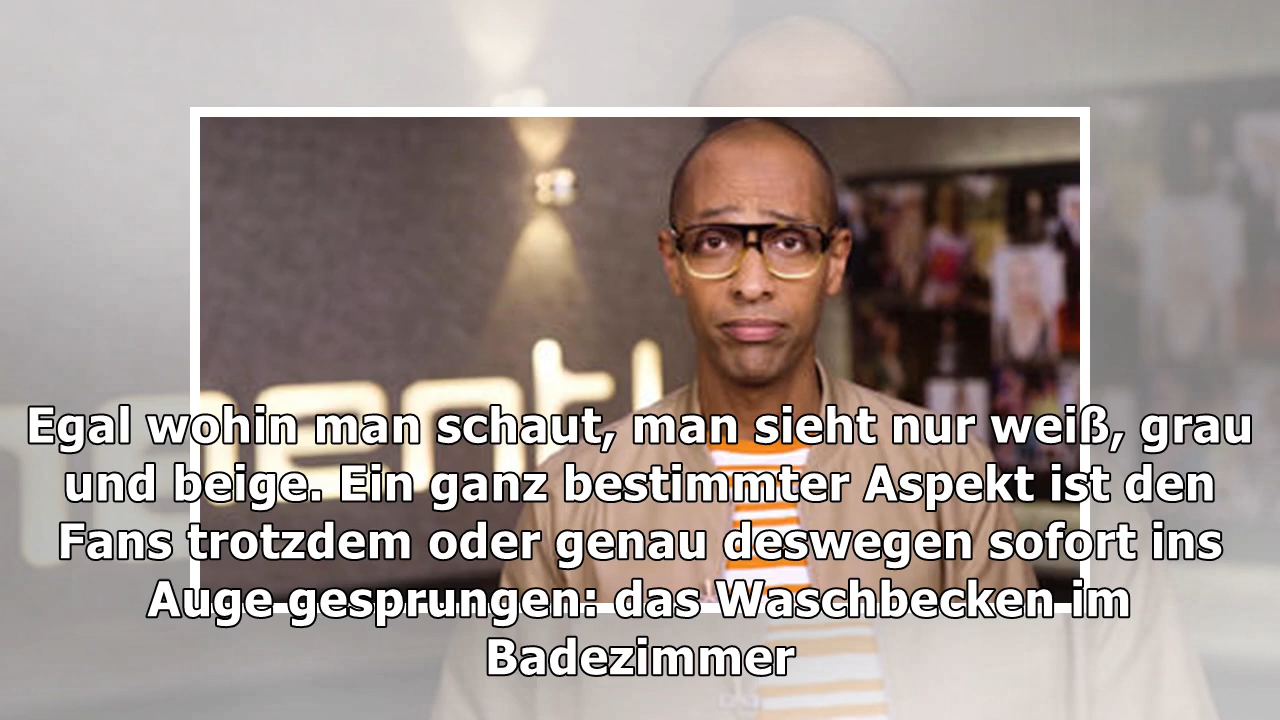 Egal wohin man schaut, man sieht nur weiß, grau
und beige. Ein ganz bestimmter Aspekt ist den
Fans trotzdem oder genau deswegen sofort ins
Auge gesprungen: das Waschbecken im
Badezimmer